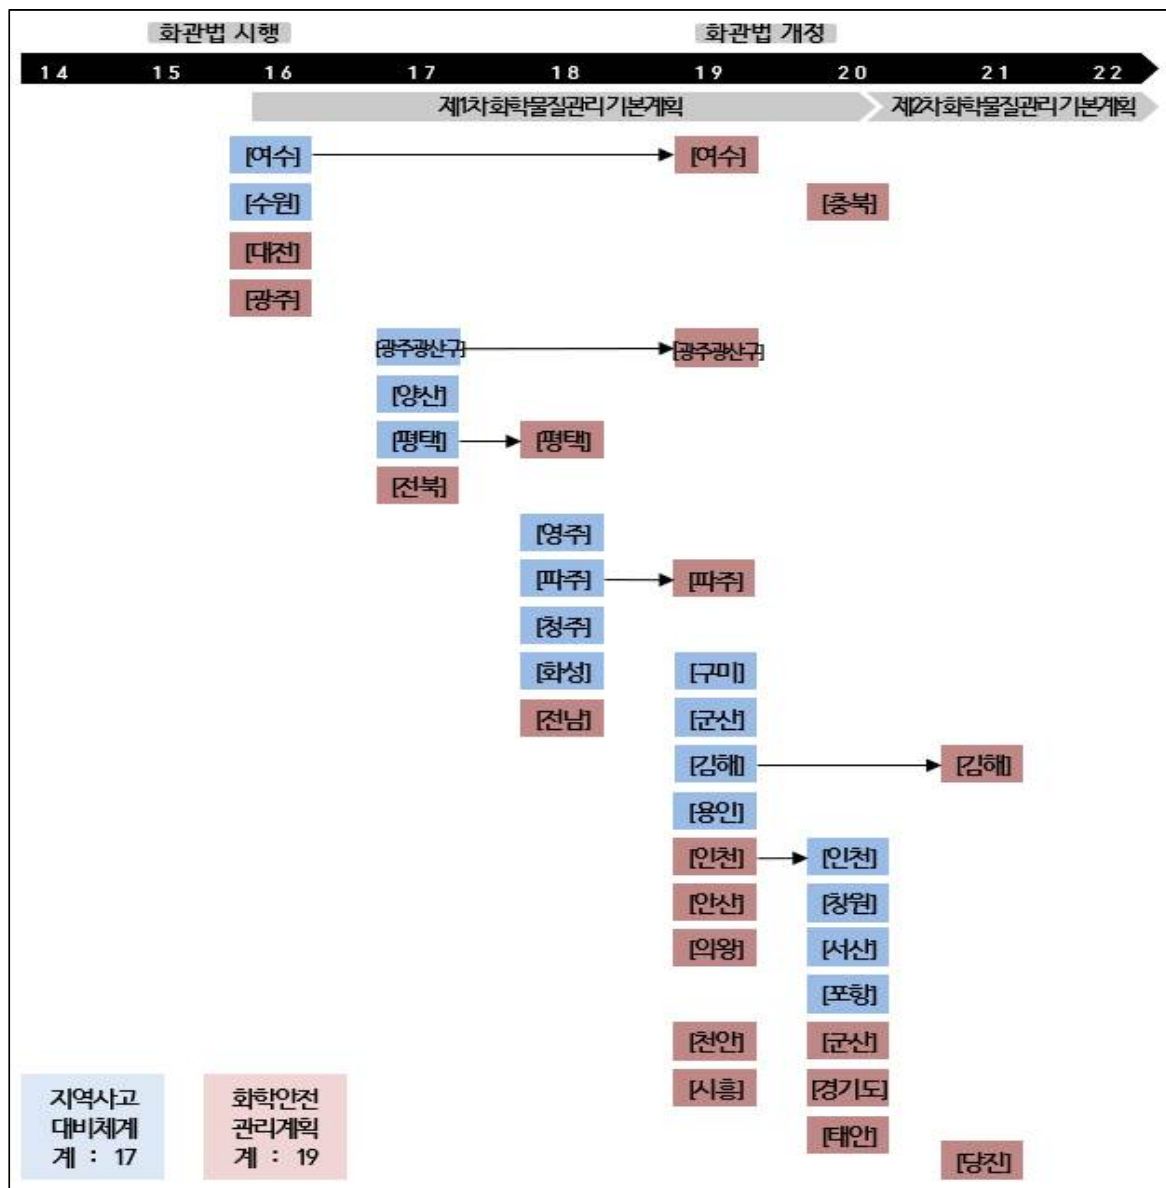 화관법 시행 화관법 개정
14 15 16 17 18 19 20 21 22
제1차 화학물질관리 기본계획 제2차 화학물질관리 기본계획
[여수] [여수]
[수원] [충북]
[대전]
[광주]
[광주광산구] [광주광산구]
[양산]
[평택] [평택]
[전북]
[영주]
[파주] [파주]
[청주]
[화성] [구미]
[전남] [군산]
[김해] [김해]
[용인]
[인천] [인천]
[안산] [창원]
[의왕] [서산]
[포항]
[천안] [군산]
[시흥] [경기도]
[태안]
[당진]
지역사고
대비체계
계 : 17
화학안전
관리계획
계 : 19